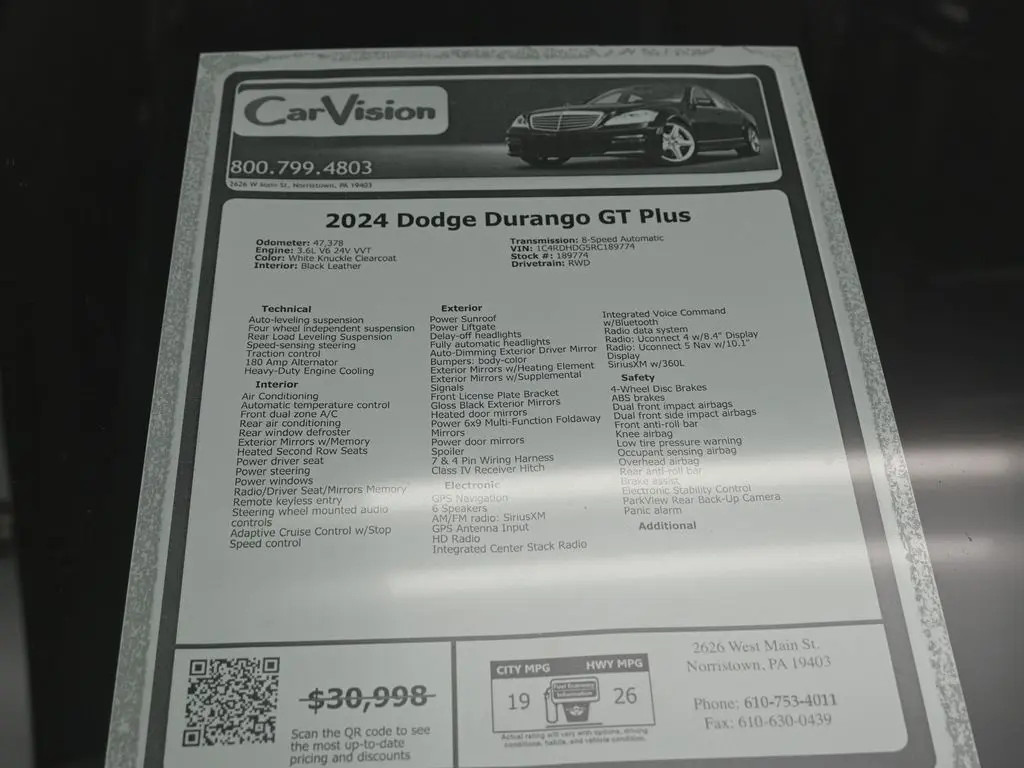 CarVision
800.799.4803
2626 W Main St., Norristown, PA 19403
2024 Dodge Durango GT Plus
Odometer: 47,378
Engine: 3.6L V6 24V VVT
Color: White Knuckle Clearcoat
Interior: Black Leather
Transmission: 8-Speed Automatic
VIN: 1C4RDHDG5RC189774
Stock #: 189774
Drivetrain: RWD
Technical
Auto-leveling suspension
Four wheel independent suspension
Rear Load Leveling Suspension
Speed-sensing steering
Traction control
180 Amp Alternator
Heavy-Duty Engine Cooling
Interior
Air Conditioning
Automatic temperature control
Front dual zone A/C
Rear air conditioning
Rear window defroster
Exterior Mirrors w/Memory
Heated Second Row Seats
Power driver seat
Power steering
Power windows
Radio/Driver Seat/Mirrors Memory
Remote keyless entry
Steering wheel mounted audio
controls
Adaptive Cruise Control w/Stop
Speed control
Exterior
Power Sunroof
Power Liftgate
Delay-off headlights
Fully automatic headlights
Auto-Dimming Exterior Driver Mirror
Bumpers: body-color
Exterior Mirrors w/Heating Element
Exterior Mirrors w/Supplemental
Signals
Front License Plate Bracket
Gloss Black Exterior Mirrors
Heated door mirrors
Power 6x9 Multi-Function Foldaway
Mirrors
Power door mirrors
Spoiler
7 & 4 Pin Wiring Harness
Class IV Receiver Hitch
Electronic
GPS Navigation
6 Speakers
AM/FM radio: SiriusXM
GPS Antenna Input
HD Radio
Integrated Center Stack Radio
Integrated Voice Command
w/Bluetooth
Radio data system
Radio: Uconnect 4 w/8.4" Display
Radio: Uconnect 5 Nav w/10.1"
Display
SiriusXM w/360L
Safety
4-Wheel Disc Brakes
ABS brakes
Dual front impact airbags
Dual front side impact airbags
Front anti-roll bar
Knee airbag
Low tire pressure warning
Occupant sensing airbag
Overhead airbag
Rear anti-roll bar
Brake assist
Electronic Stability Control
ParkView Rear Back-Up Camera
Panic alarm
Additional
$30,998
Scan the QR code to see
the most up-to-date
pricing and discounts
CITY MPG
HWY MPG
19
Fuel Economy
Information
26
Actual rating will vary with options, driving
conditions, habits, and vehicle condition.
2626 West Main St.
Norristown, PA 19403
Phone: 610-753-4011
Fax: 610-630-0439